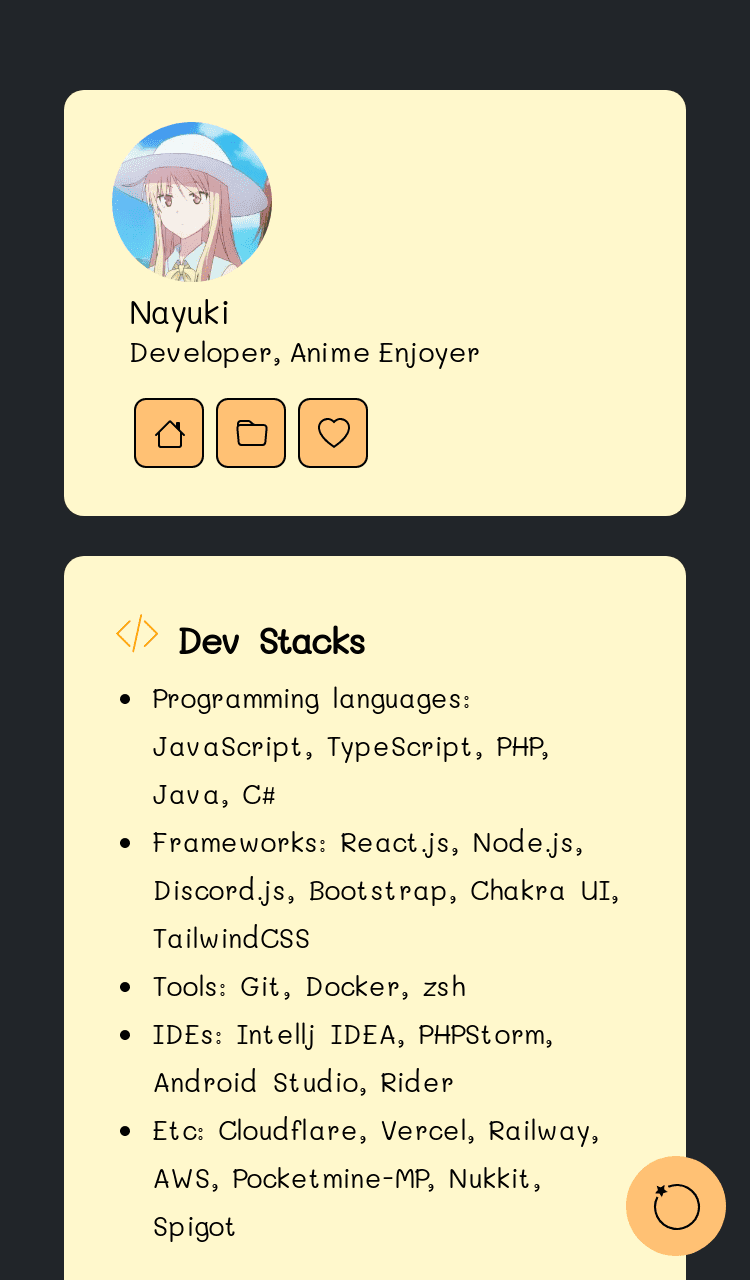 Nayuki
Developer, Anime Enjoyer
Dev Stacks
Programming languages:
JavaScript, TypeScript, PHP,
Java, C#
Frameworks: React.js, Node.js,
Discord.js, Bootstrap, Chakra UI,
TailwindCSS
Tools: Git, Docker, zsh
IDEs: Intellj IDEA, PHPStorm,
Android Studio, Rider
Etc: Cloudflare, Vercel, Railway,
AWS, Pocketmine-MP, Nukkit,
Spigot